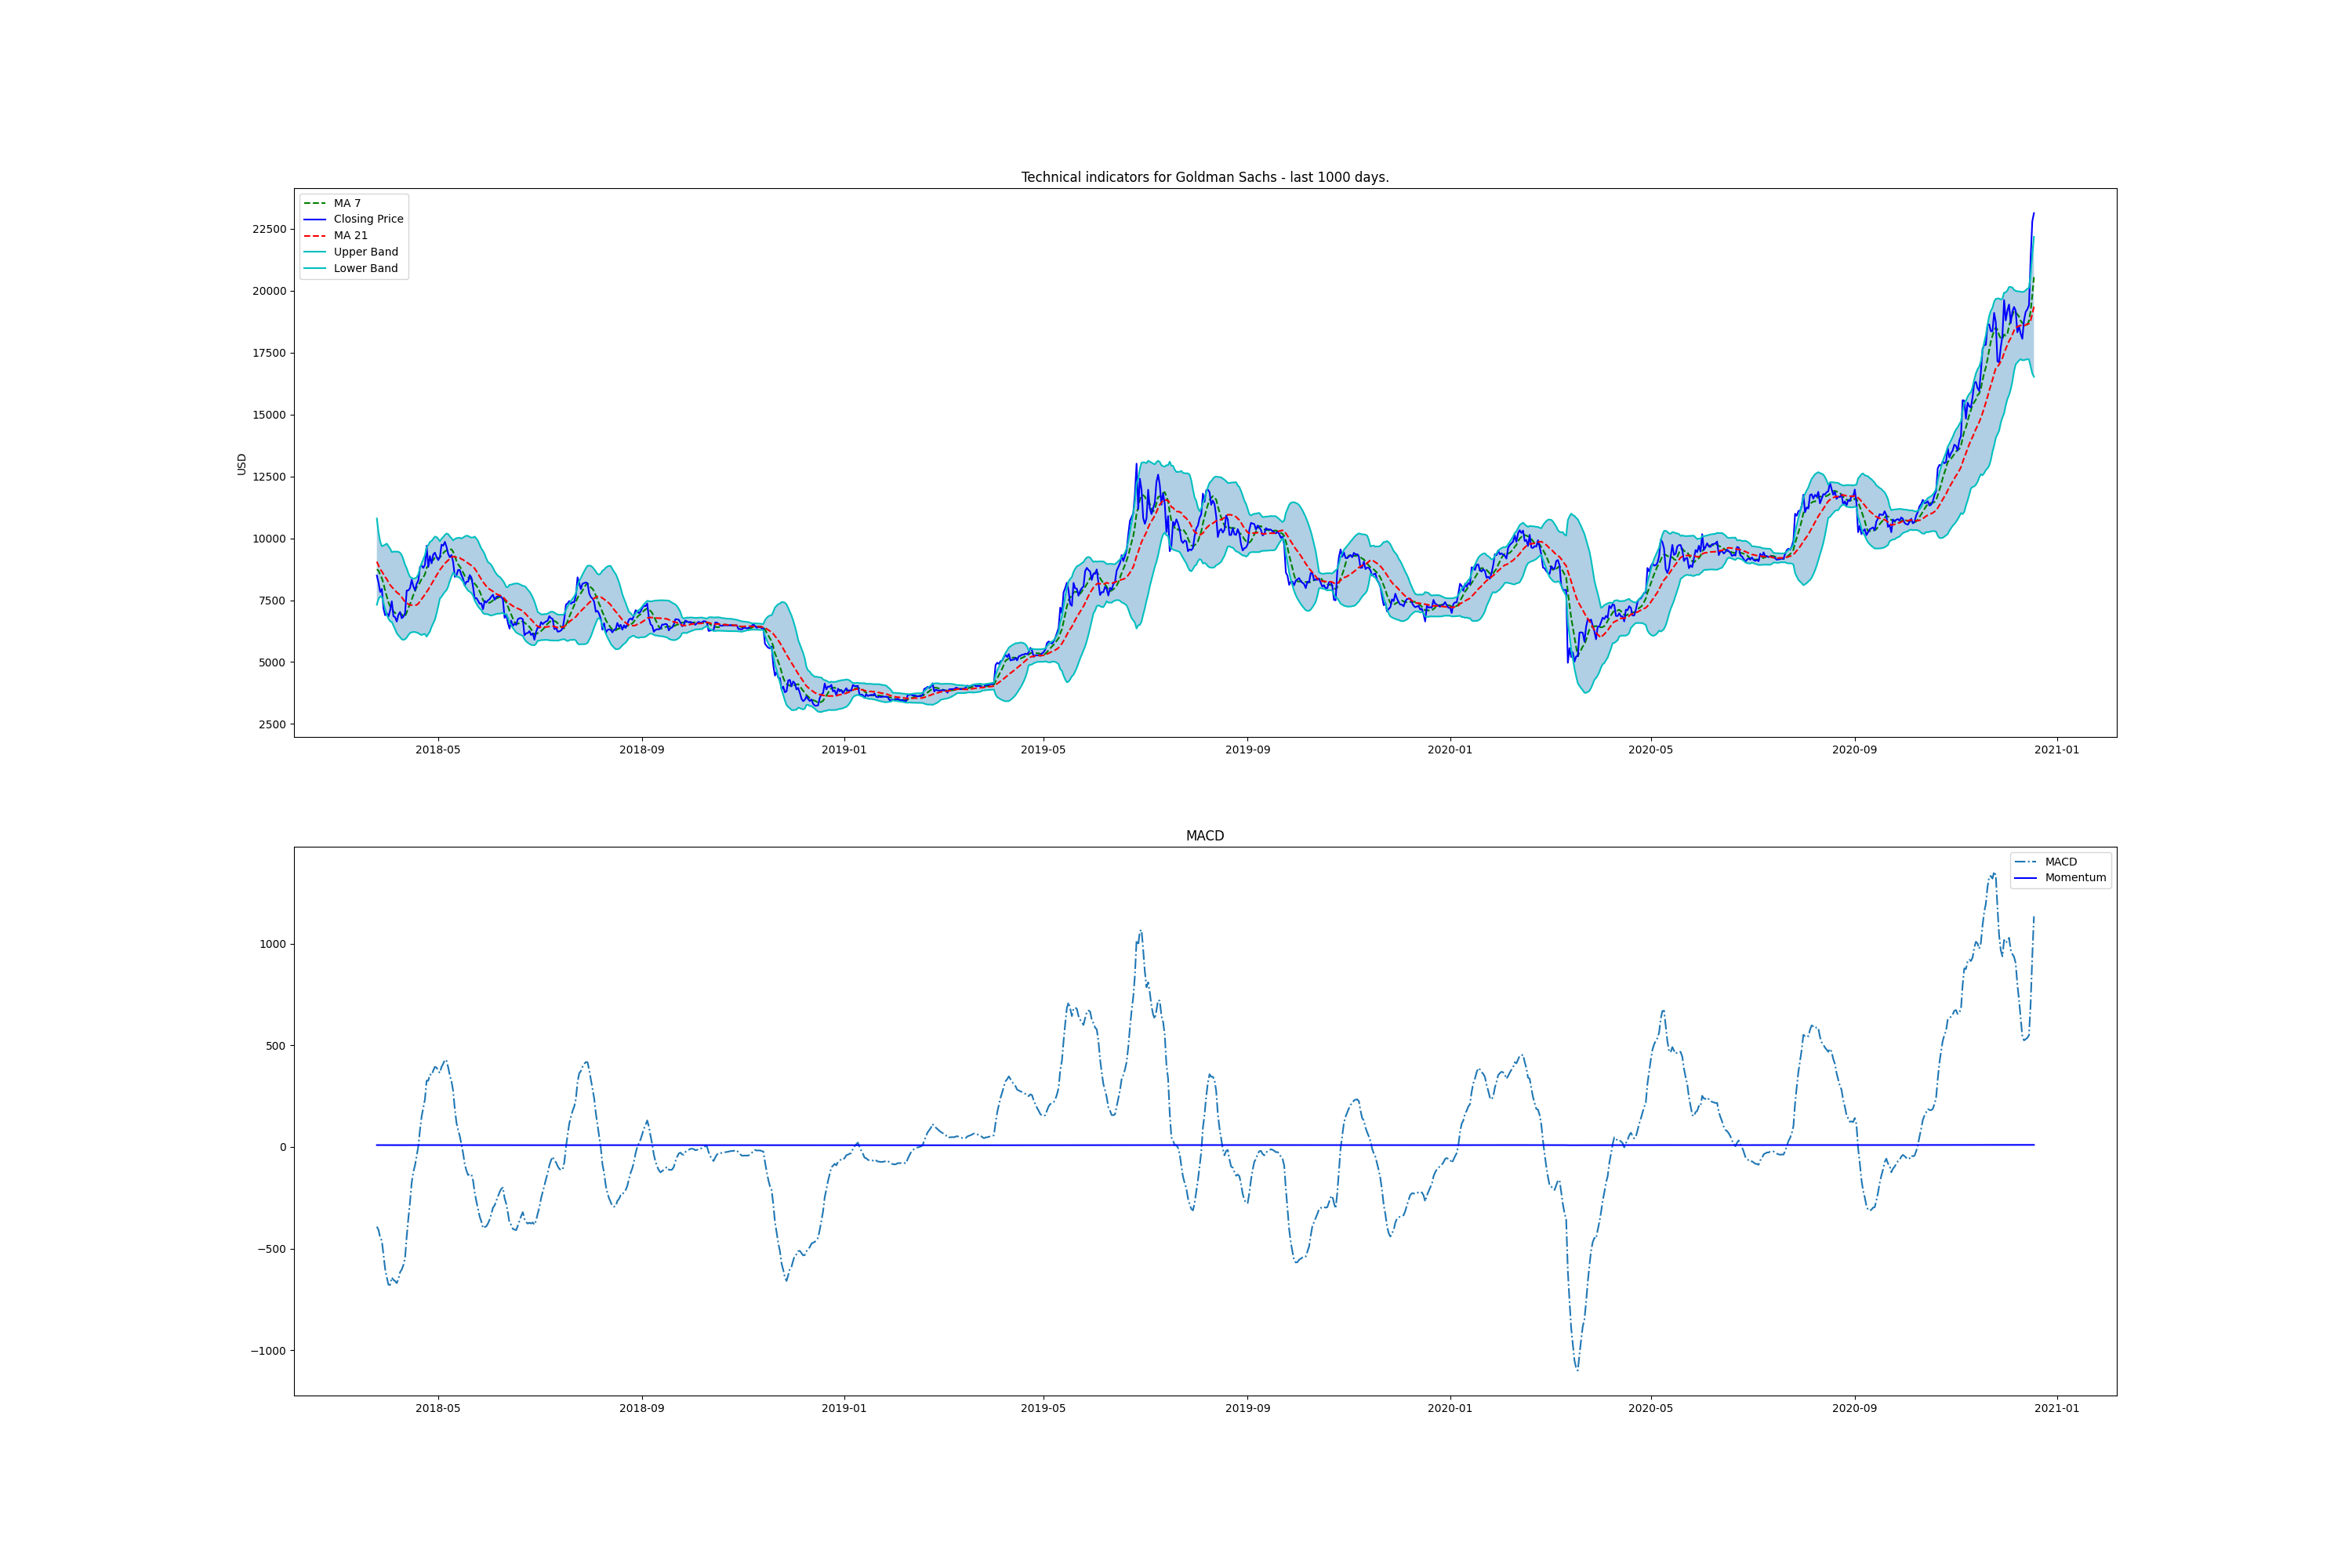 Technical indicators for Goldman Sachs - last 1000 days.
MA 7
Closing Price
MA 21
Upper Band
Lower Band
USD
22500
20000
17500
15000
12500
10000
7500
5000
2500
2018-05 2018-09 2019-01 2019-05 2019-09 2020-01 2020-05 2020-09 2021-01
MACD
MACD
Momentum
1000
500
0
−500
−1000
2018-05 2018-09 2019-01 2019-05 2019-09 2020-01 2020-05 2020-09 2021-01